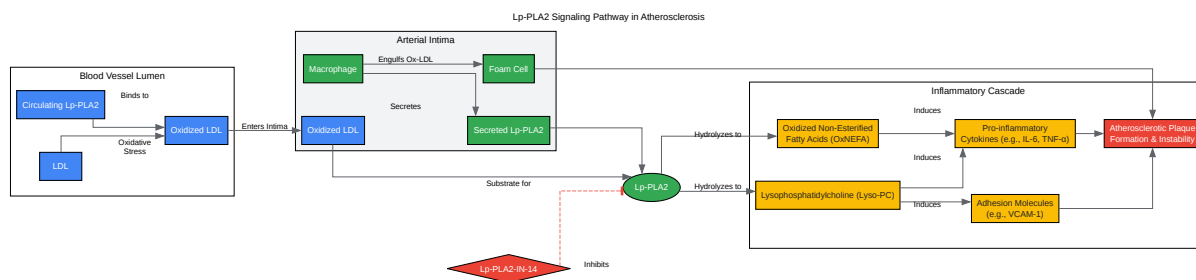 Lp-PLA2 Signaling Pathway in Atherosclerosis
Blood Vessel Lumen
Circulating Lp-PLA2
Binds to
Oxidized LDL
Oxidative
Stress
LDL
Enters Intima
Arterial Intima
Macrophage
Engulfs Ox-LDL
Foam Cell
Secretes
Oxidized LDL
Secreted Lp-PLA2
Substrate for
Lp-PLA2
Hydrolyzes to
Hydrolyzes to
Lp-PLA2-IN-14
Inhibits
Inflammatory Cascade
Oxidized Non-Esterified
Fatty Acids (OxNEFA)
Induces
Pro-inflammatory
Cytokines (e.g., IL-6, TNF-α)
Atherosclerotic Plaque
Formation & Instability
Induces
Lysophosphatidylcholine (Lyso-PC)
Induces
Adhesion Molecules
(e.g., VCAM-1)